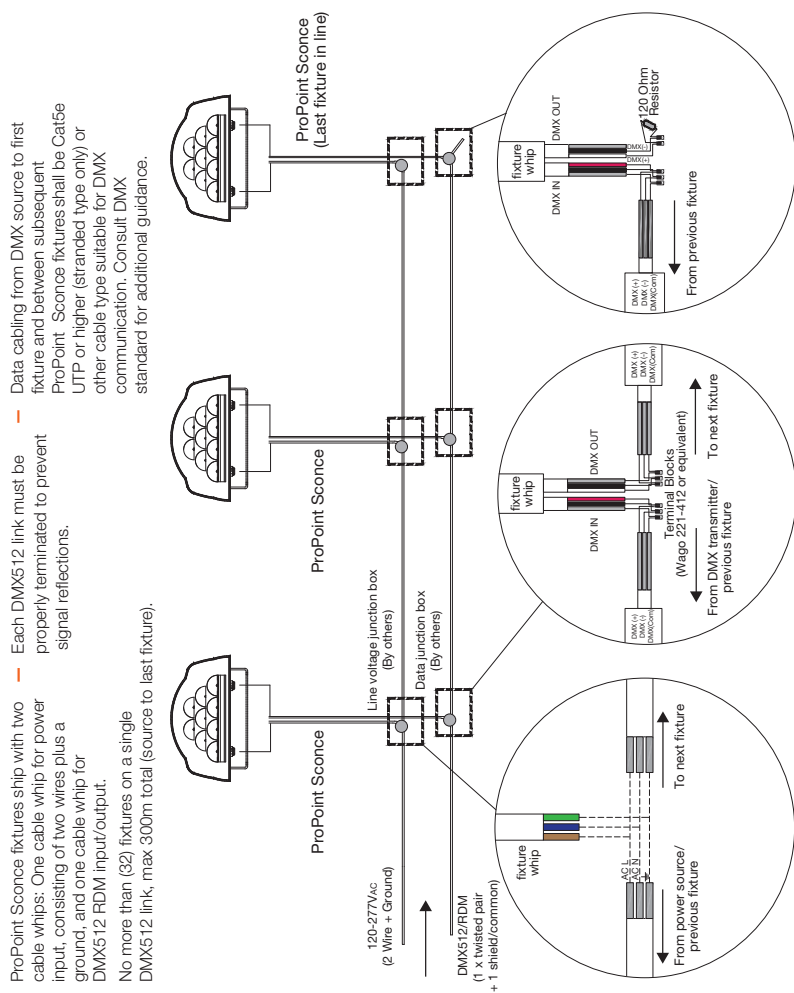 ProPoint Sconce fixtures ship with two
cable whips: One cable whip for power
input, consisting of two wires plus a
ground, and one cable whip for
DMX512 RDM input/output.
No more than (32) fixtures on a single
DMX512 link, max 300m total (source to last fixture).
– Each DMX512 link must be
properly terminated to prevent
signal reflections.
– Data cabling from DMX source to first
fixture and between subsequent
ProPoint Sconce fixtures shall be Cat5e
UTP or higher (stranded type only) or
other cable type suitable for DMX
communication. Consult DMX
standard for additional guidance.
ProPoint Sconce
ProPoint Sconce
ProPoint Sconce
(Last fixture in line)
120-277VAC
(2 Wire + Ground)
Line voltage junction box
(By others)
Data junction box
(By others)
DMX512/RDM
(1 x twisted pair
+ 1 shield/common)
fixture
whip
AC L
AC N
From power source/
previous fixture
To next fixture
fixture
whip
DMX IN
DMX OUT
DMX (+)
DMX (-)
DMX(Com)
DMX (+)
DMX (-)
DMX(Com)
Terminal Blocks
(Wago 221-412 or equivalent)
From DMX transmitter/
previous fixture
To next fixture
fixture
whip
DMX IN
DMX OUT
DMX(+)
DMX(-)
120 Ohm
Resistor
DMX (+)
DMX (-)
DMX(Com)
From previous fixture